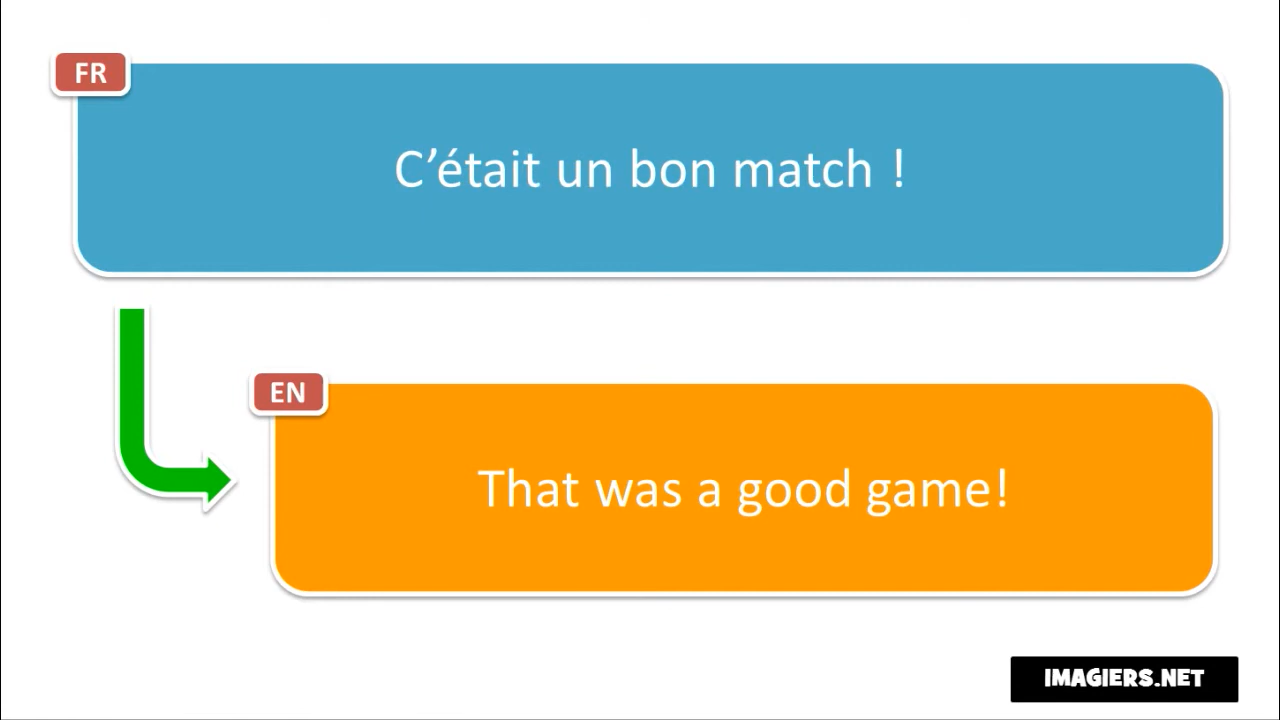 FR
C’était un bon match !
EN
That was a good game!
IMAGIERS.NET